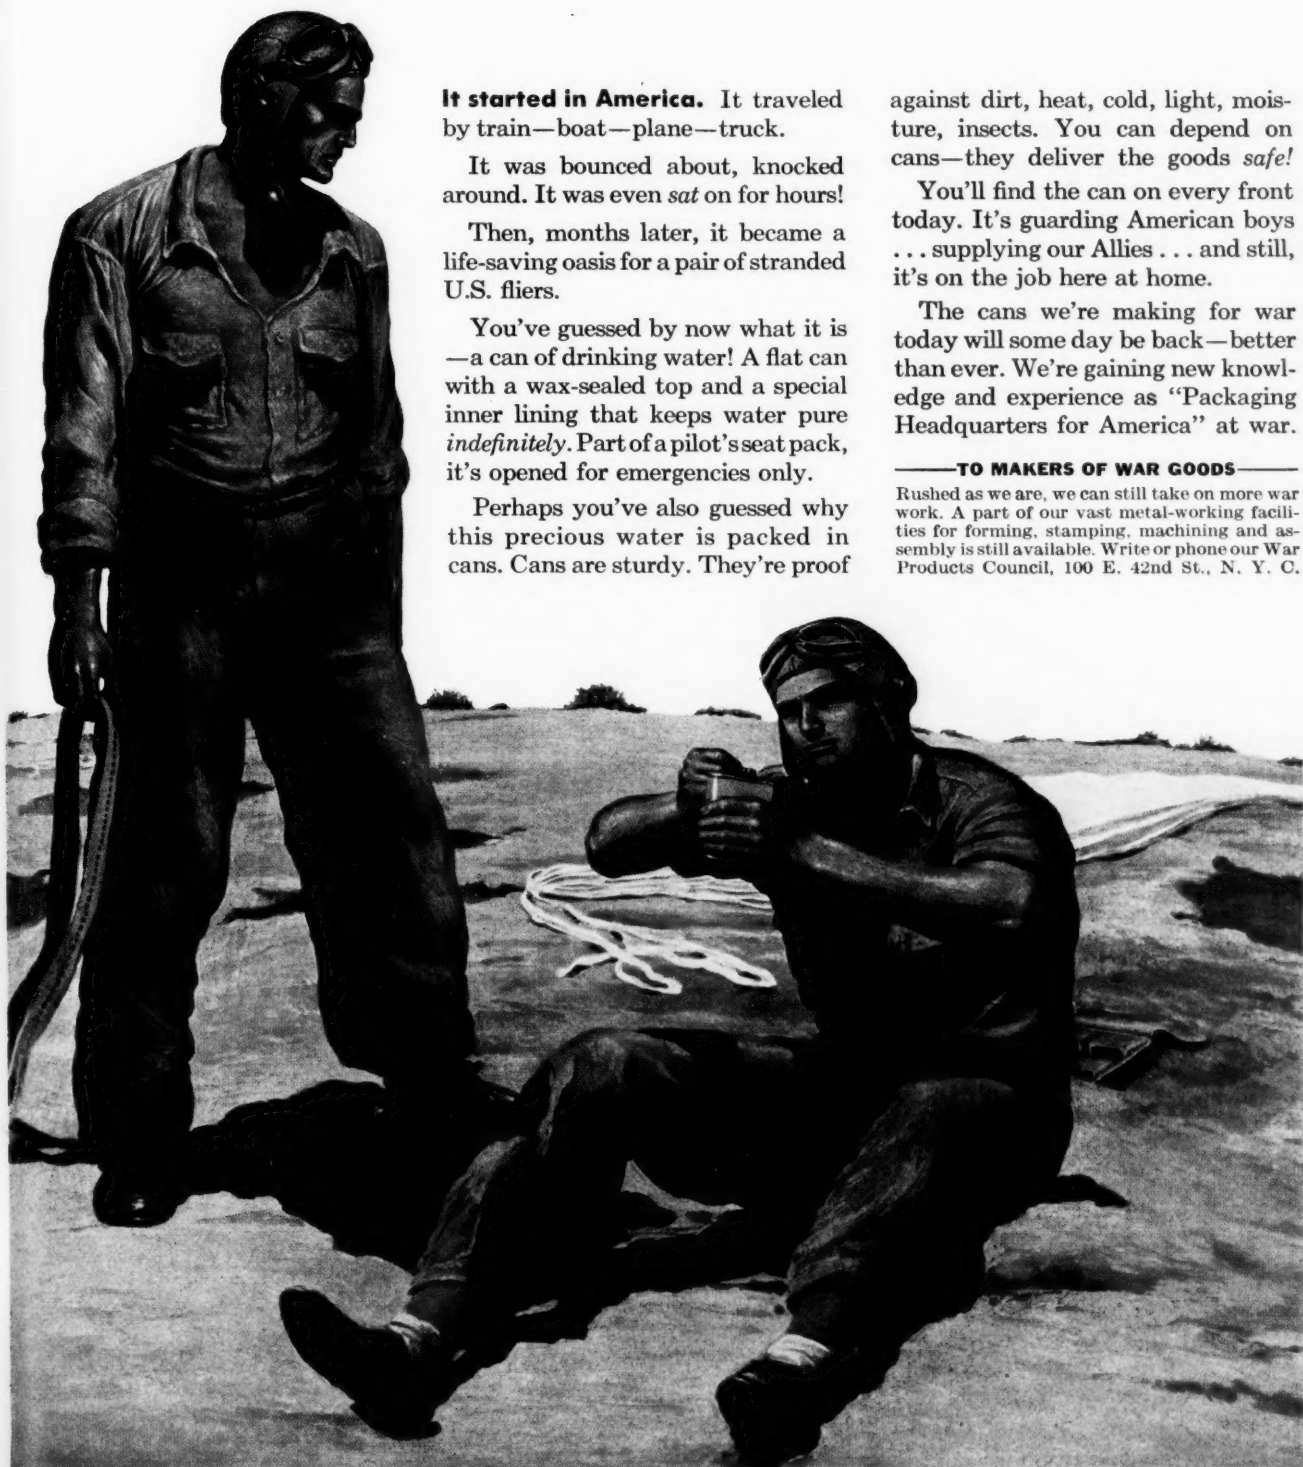 It started in America. It traveled
by train—boat—plane—truck.
It was bounced about, knocked
around. It was even sat on for hours!
Then, months later, it became a
life-saving oasis for a pair of stranded
U.S. fliers.
You've guessed by now what it is
—a can of drinking water! A flat can
with a wax-sealed top and a special
inner lining that keeps water pure
indefinitely. Part of a pilot's seat pack,
it's opened for emergencies only.
Perhaps you've also guessed why
this precious water is packed in
cans. Cans are sturdy. They're proof
against dirt, heat, cold, light, mois-
ture, insects. You can depend on
cans—they deliver the goods safe!
You'll find the can on every front
today. It's guarding American boys
. . . supplying our Allies . . . and still,
it's on the job here at home.
The cans we're making for war
today will some day be back—better
than ever. We're gaining new knowl-
edge and experience as "Packaging
Headquarters for America" at war.
TO MAKERS OF WAR GOODS
Rushed as we are, we can still take on more war
work. A part of our vast metal-working facili-
ties for forming, stamping, machining and as-
sembly is still available. Write or phone our War
Products Council, 100 E. 42nd St., N. Y. C.